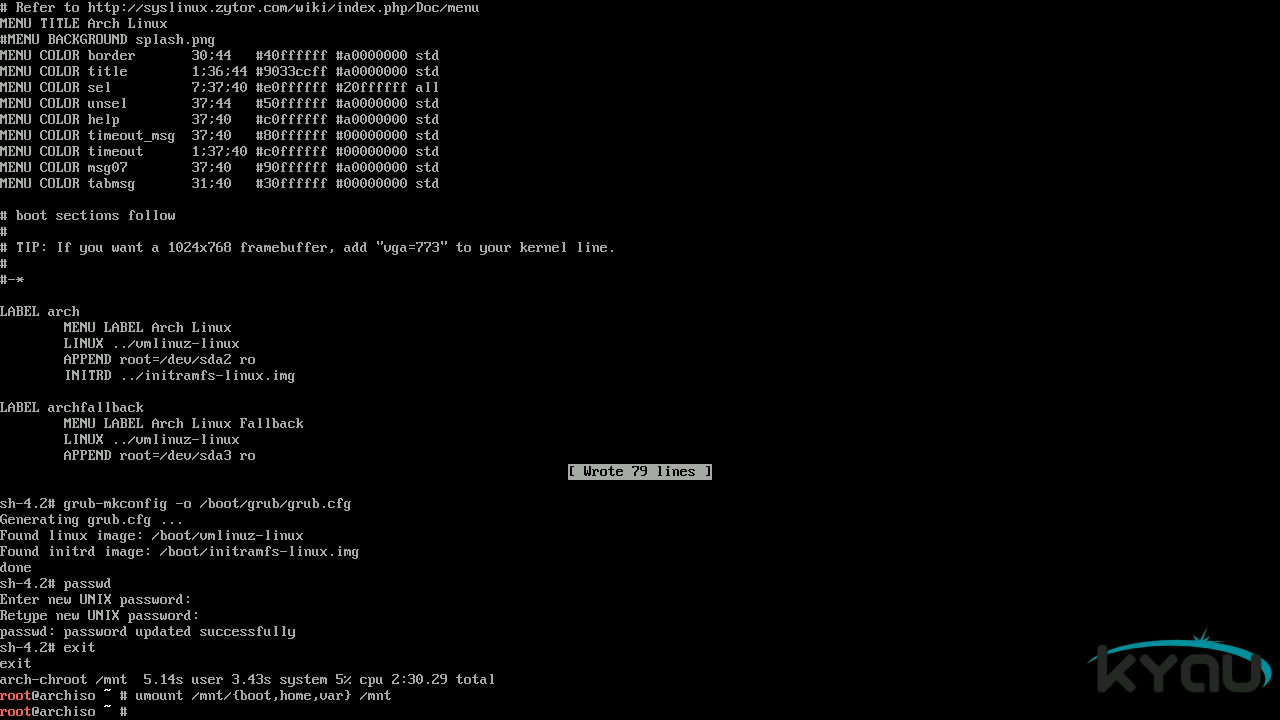 # Refer to http://syslinux.zytor.com/wiki/index.php/Doc/menu
MENU TITLE Arch Linux
#MENU BACKGROUND splash.png
MENU COLOR border       30;44   #40ffffff #a0000000 std
MENU COLOR title        1;36;44 #9033ccff #a0000000 std
MENU COLOR sel          7;37;40 #e0ffffff #20ffffff all
MENU COLOR unsel        37;44   #50ffffff #a0000000 std
MENU COLOR help         37;40   #c0ffffff #a0000000 std
MENU COLOR timeout_msg  37;40   #80ffffff #00000000 std
MENU COLOR timeout      1;37;40 #c0ffffff #00000000 std
MENU COLOR msg07        37;40   #90ffffff #a0000000 std
MENU COLOR tabmsg       31;40   #30ffffff #00000000 std
# boot sections follow
#
# TIP: If you want a 1024x768 framebuffer, add "vga=773" to your kernel line.
#
#-*
LABEL arch
        MENU LABEL Arch Linux
        LINUX ../vmlinuz-linux
        APPEND root=/dev/sda2 ro
        INITRD ../initramfs-linux.img
LABEL archfallback
        MENU LABEL Arch Linux Fallback
        LINUX ../vmlinuz-linux
        APPEND root=/dev/sda3 ro
[ Wrote 79 lines ]
sh-4.2# grub-mkconfig -o /boot/grub/grub.cfg
Generating grub.cfg ...
Found linux image: /boot/vmlinuz-linux
Found initrd image: /boot/initramfs-linux.img
done
sh-4.2# passwd
Enter new UNIX password:
Retype new UNIX password:
passwd: password updated successfully
sh-4.2# exit
exit
arch-chroot /mnt  5.14s user 3.43s system 5% cpu 2:30.29 total
root@archiso ~ # umount /mnt/{boot,home,var} /mnt
root@archiso ~ #
kyau